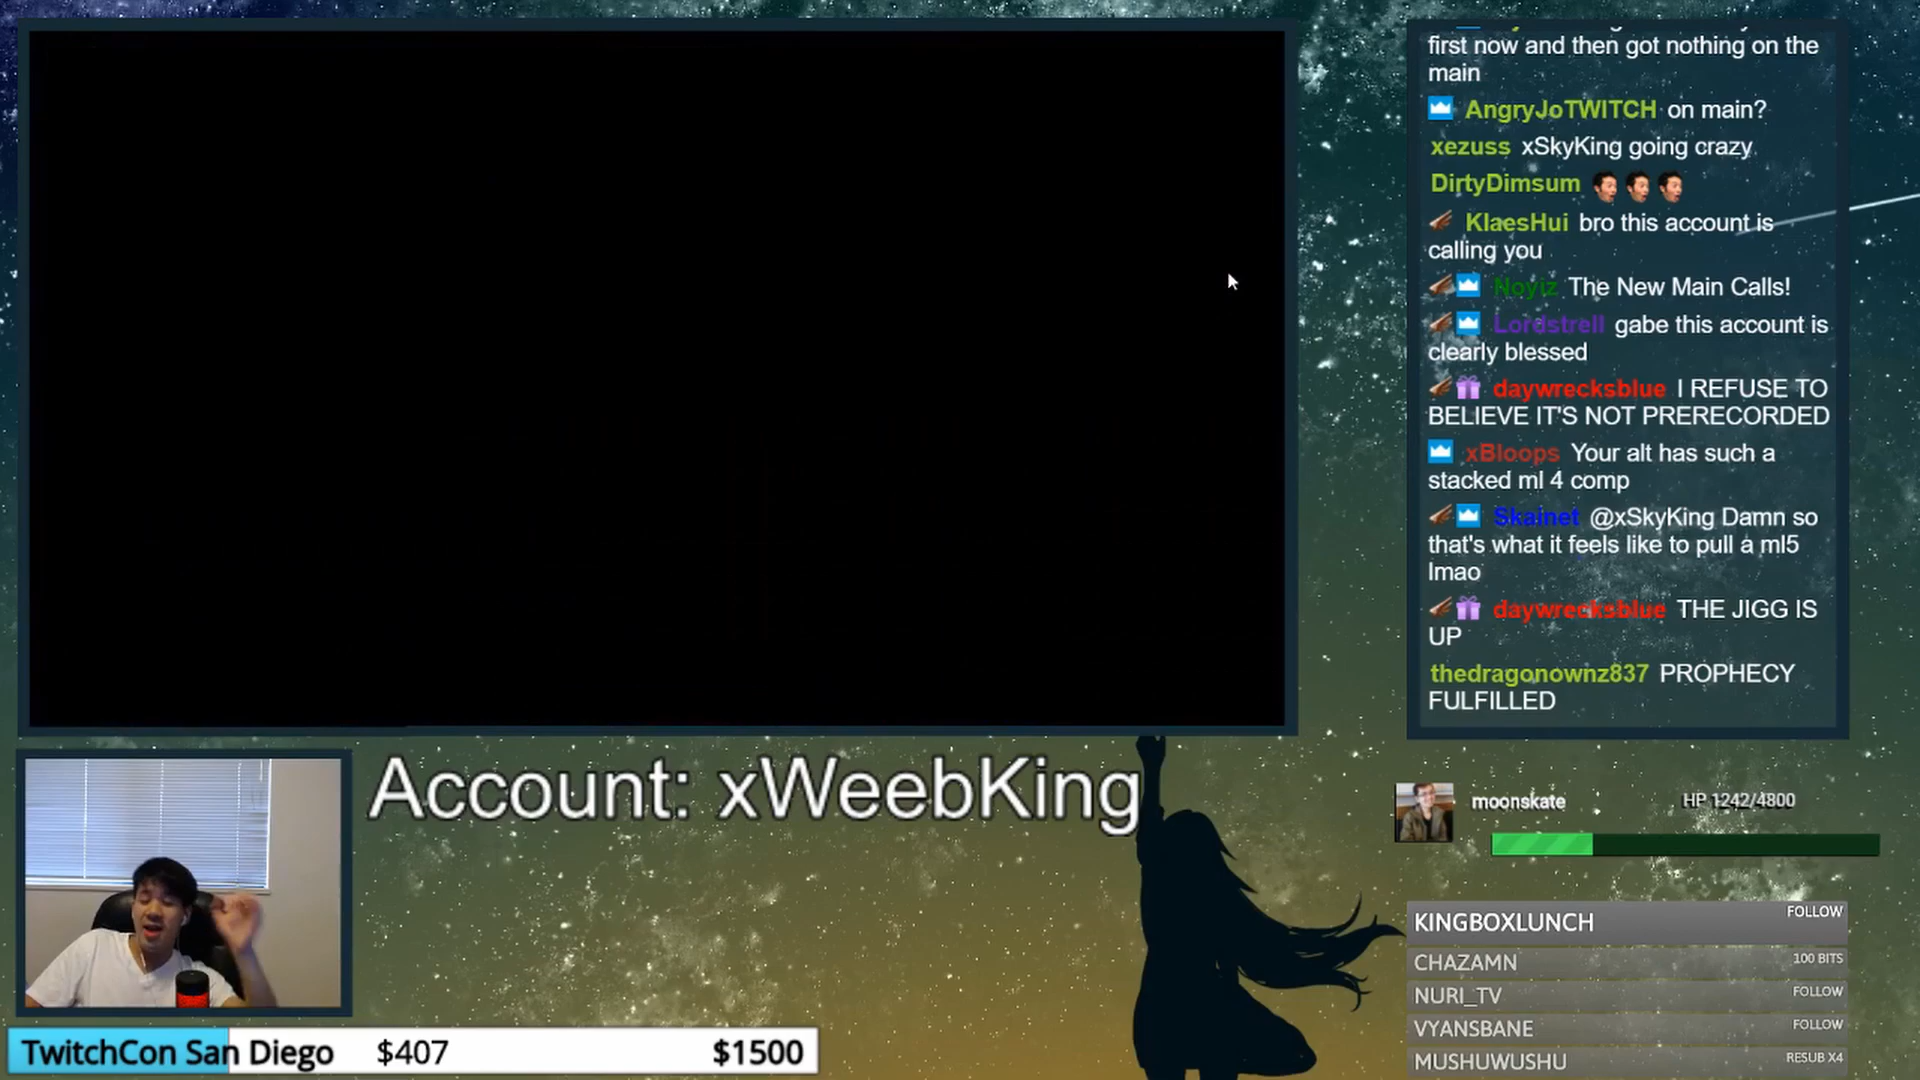 first now and then got nothing on the
main
AngryJoTWITCH on main?
xezuss xSkyKing going crazy
DirtyDimsum
KlaesHui bro this account is
calling you
Noyiz The New Main Calls!
Lordstrell gabe this account is
clearly blessed
daywrecksblue I REFUSE TO
BELIEVE IT'S NOT PRERECORDED
xBloops Your alt has such a
stacked ml 4 comp
Skainet @xSkyKing Damn so
that's what it feels like to pull a ml5
lmao
daywrecksblue THE JIGG IS
UP
thedragonownz837 PROPHECY
FULFILLED
Account: xWeebKing
moonskate HP 1242/4800
KINGBOXLUNCH FOLLOW
CHAZAMN 100 BITS
NURI_TV FOLLOW
VYANSBANE FOLLOW
MUSHUWUSHU RESUB X4
TwitchCon San Diego $407 $1500